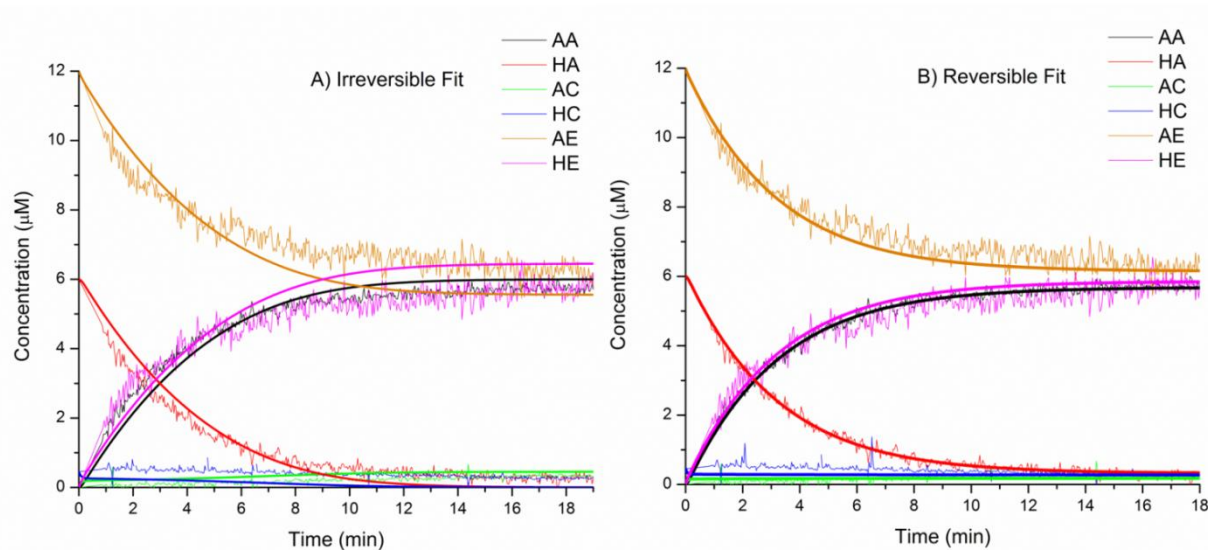 AA
HA
AC
HC
AE
HE
A) Irreversible Fit
12
10
8
6
4
2
0
0 2 4 6 8 10 12 14 16 18
Concentration (μM)
Time (min)
AA
HA
AC
HC
AE
HE
B) Reversible Fit
12
10
8
6
4
2
0
0 2 4 6 8 10 12 14 16 18
Concentration (μM)
Time (min)